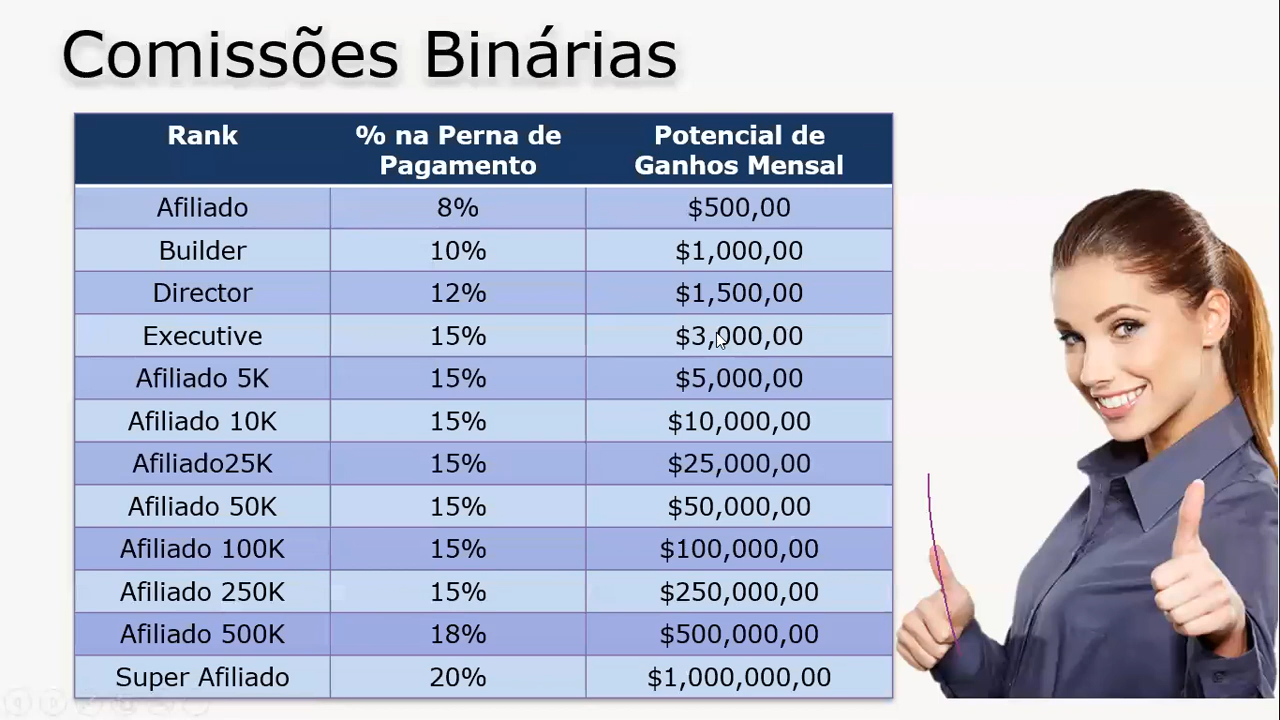 Comissões Binárias
Rank % na Perna de Pagamento Potencial de Ganhos Mensal
Afiliado 8% $500,00
Builder 10% $1,000,00
Director 12% $1,500,00
Executive 15% $3,000,00
Afiliado 5K 15% $5,000,00
Afiliado 10K 15% $10,000,00
Afiliado25K 15% $25,000,00
Afiliado 50K 15% $50,000,00
Afiliado 100K 15% $100,000,00
Afiliado 250K 15% $250,000,00
Afiliado 500K 18% $500,000,00
Super Afiliado 20% $1,000,000,00